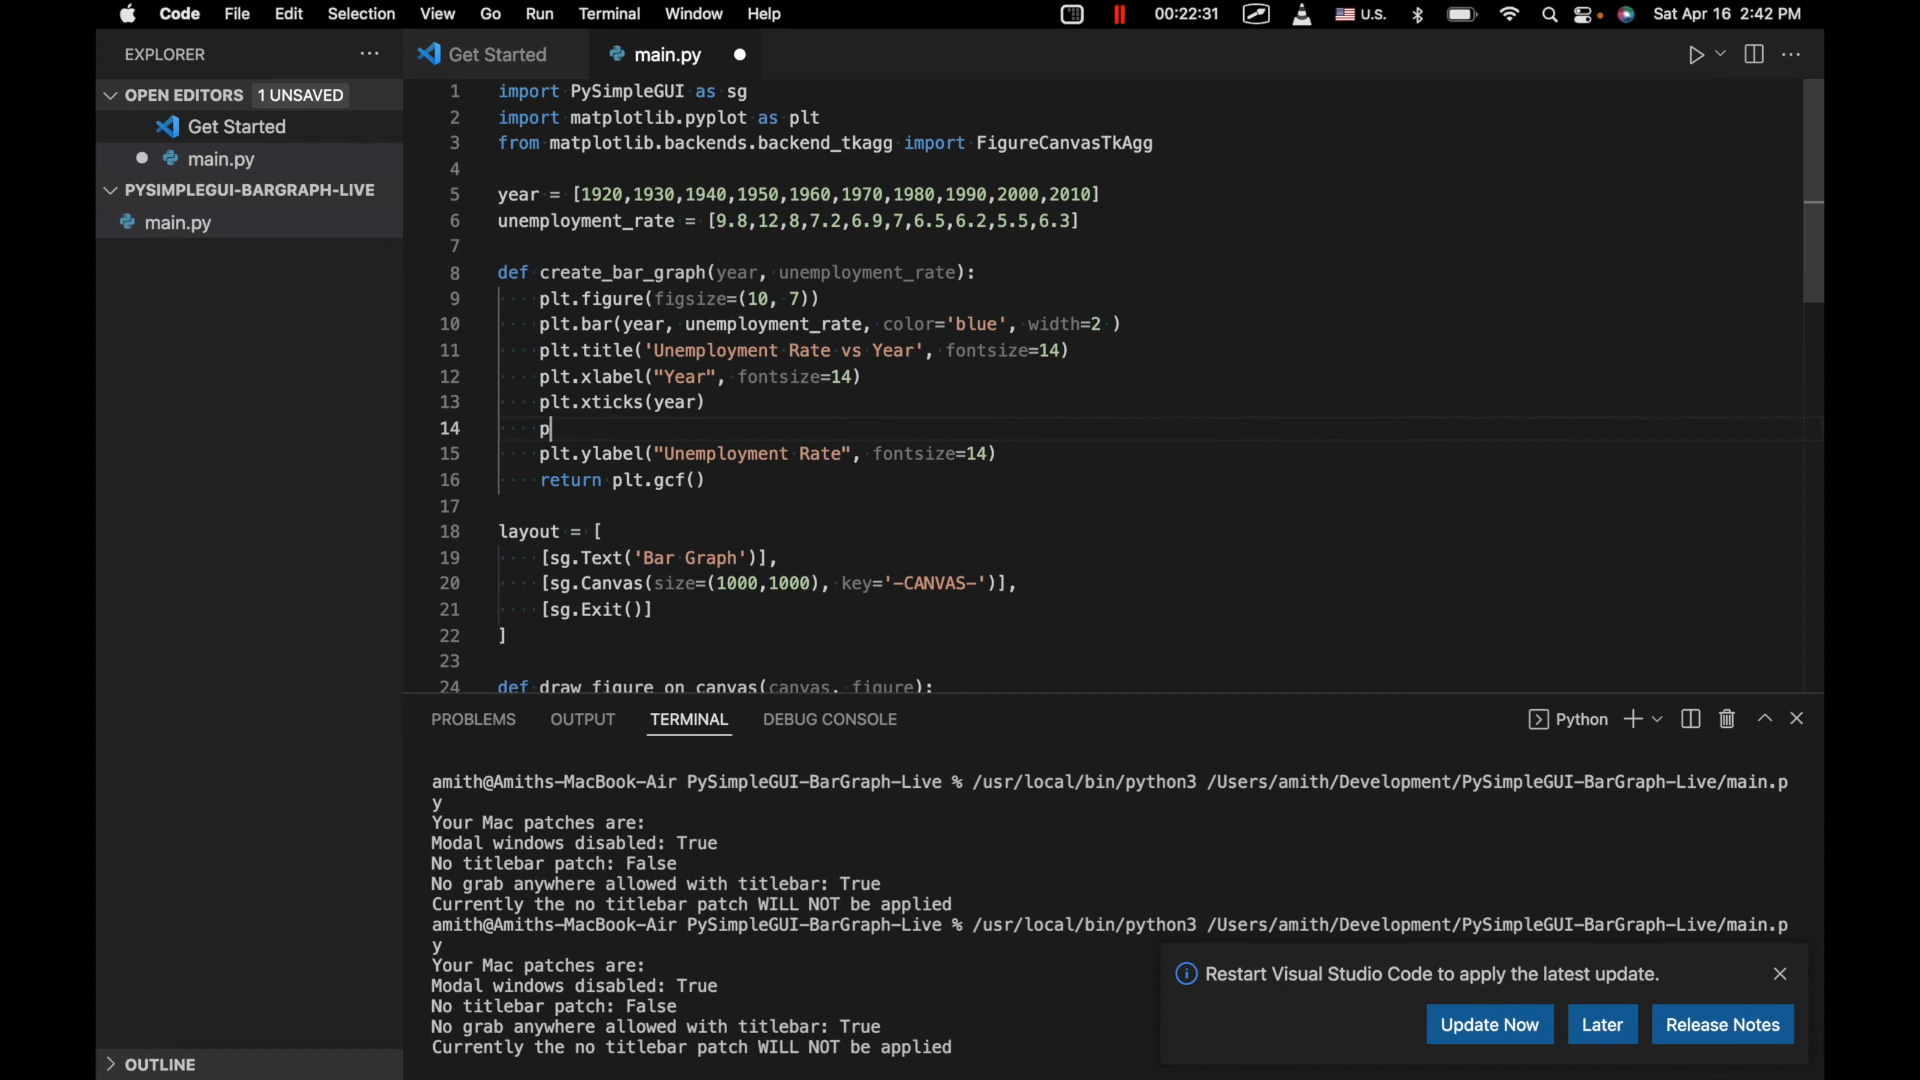 Code File Edit Selection View Go Run Terminal Window Help 00:22:31 U.S. Sat Apr 16 2:42 PM
EXPLORER
OPEN EDITORS 1 UNSAVED
Get Started
main.py
PYSIMPLEGUI-BARGRAPH-LIVE
main.py
OUTLINE
Get Started main.py
1 import PySimpleGUI as sg
2 import matplotlib.pyplot as plt
3 from matplotlib.backends.backend_tkagg import FigureCanvasTkAgg
4
5 year = [1920,1930,1940,1950,1960,1970,1980,1990,2000,2010]
6 unemployment_rate = [9.8,12,8,7.2,6.9,7,6.5,6.2,5.5,6.3]
7
8 def create_bar_graph(year, unemployment_rate):
9 plt.figure(figsize=(10, 7))
10 plt.bar(year, unemployment_rate, color='blue', width=2 )
11 plt.title('Unemployment Rate vs Year', fontsize=14)
12 plt.xlabel("Year", fontsize=14)
13 plt.xticks(year)
14 p
15 plt.ylabel("Unemployment Rate", fontsize=14)
16 return plt.gcf()
17
18 layout = [
19 [sg.Text('Bar Graph')],
20 [sg.Canvas(size=(1000,1000), key='-CANVAS-')],
21 [sg.Exit()]
22 ]
23
24 def draw_figure_on_canvas(canvas, figure):
PROBLEMS OUTPUT TERMINAL DEBUG CONSOLE Python
amith@Amiths-MacBook-Air PySimpleGUI-BarGraph-Live % /usr/local/bin/python3 /Users/amith/Development/PySimpleGUI-BarGraph-Live/main.p
y
Your Mac patches are:
Modal windows disabled: True
No titlebar patch: False
No grab anywhere allowed with titlebar: True
Currently the no titlebar patch WILL NOT be applied
amith@Amiths-MacBook-Air PySimpleGUI-BarGraph-Live % /usr/local/bin/python3 /Users/amith/Development/PySimpleGUI-BarGraph-Live/main.p
y
Your Mac patches are:
Modal windows disabled: True
No titlebar patch: False
No grab anywhere allowed with titlebar: True
Currently the no titlebar patch WILL NOT be applied
Restart Visual Studio Code to apply the latest update.
Update Now Later Release Notes